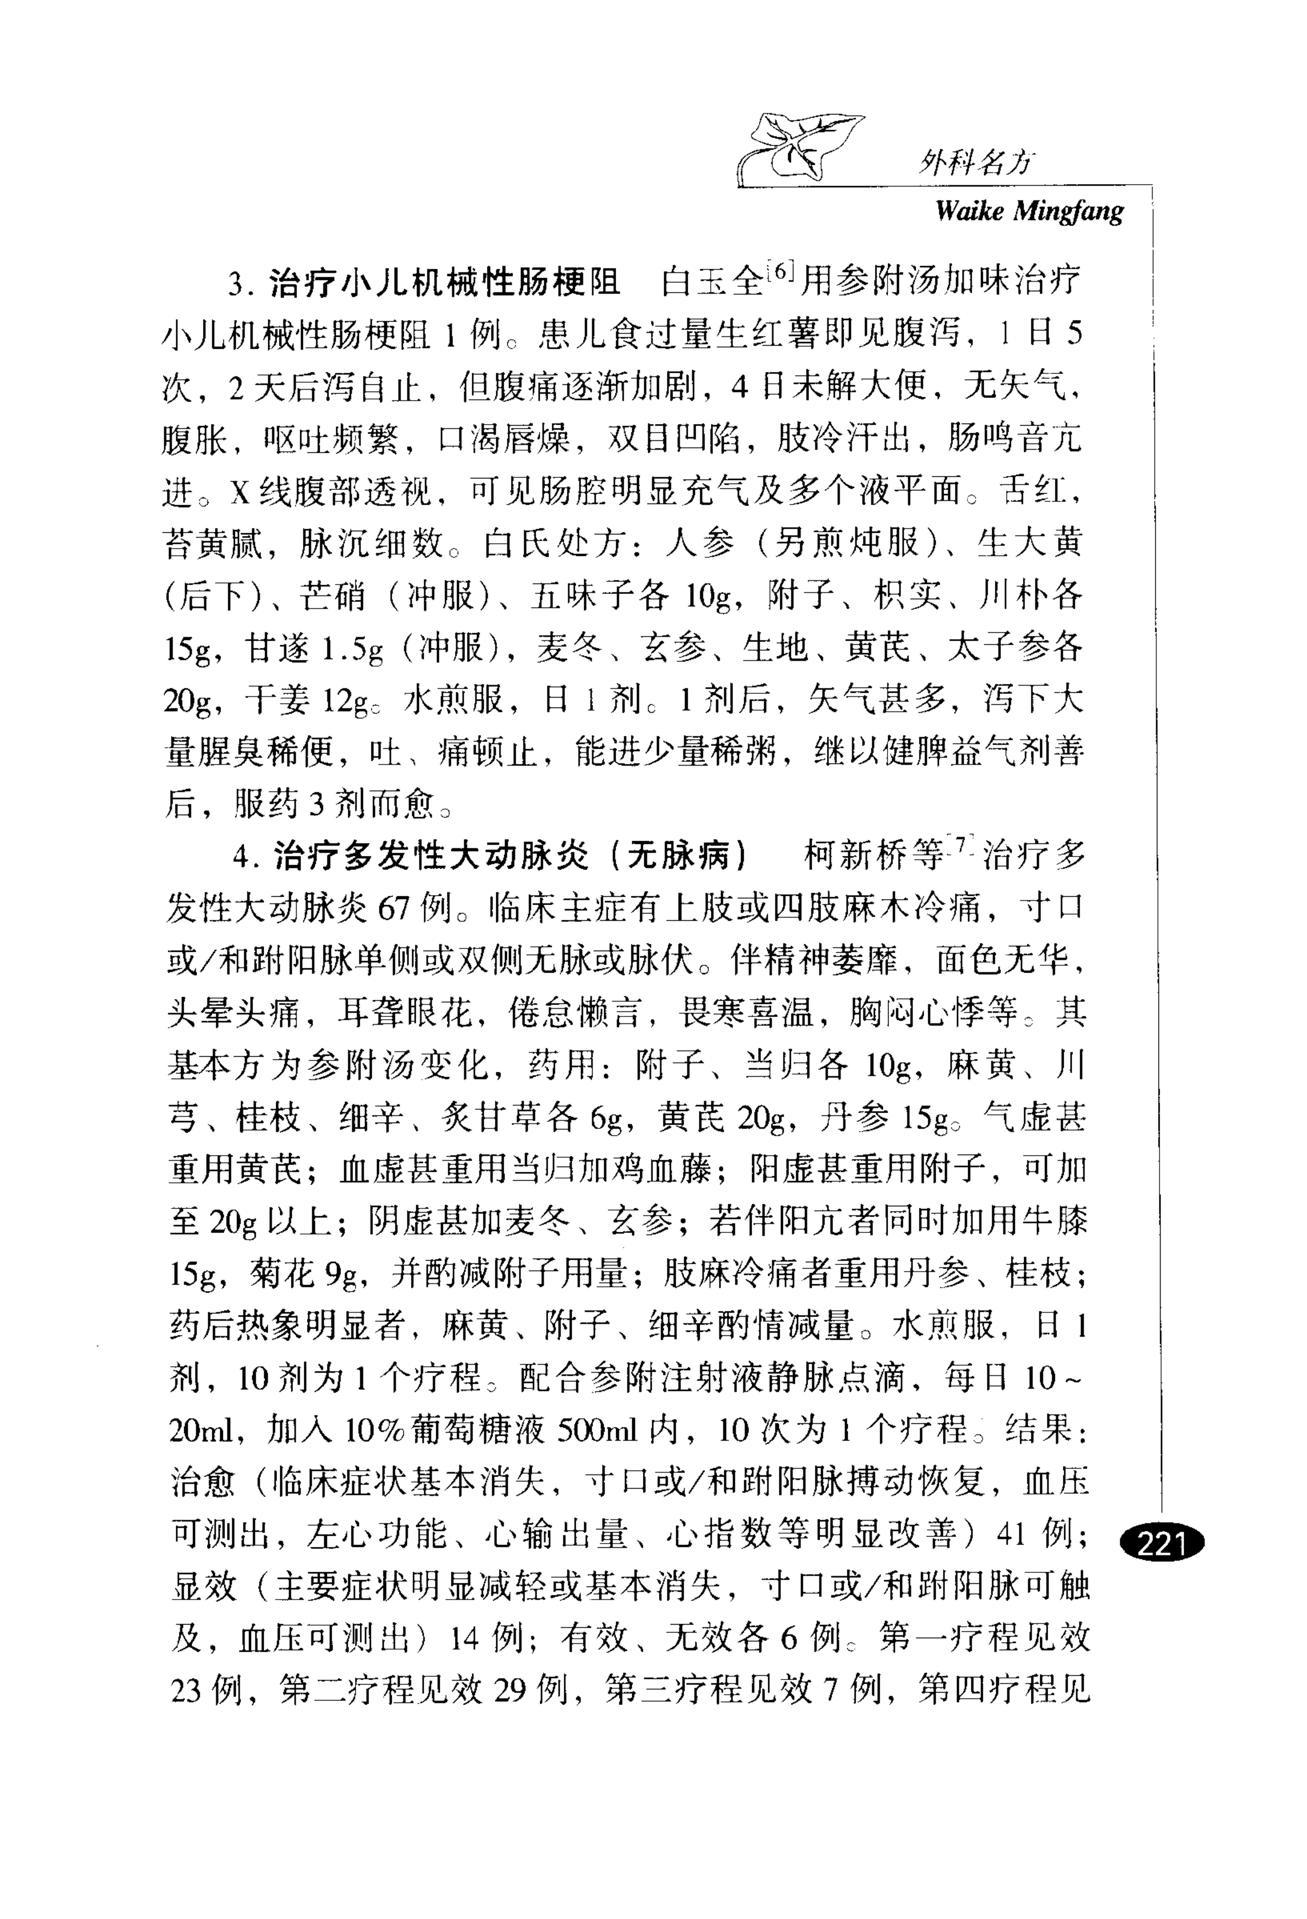 外科名方
Waike Mingfang
3. 治疗小儿机械性肠梗阻 白玉全[6]用参附汤加味治疗
小儿机械性肠梗阻 1 例。患儿食过量生红薯即见腹泻，1 日 5
次，2 天后泻自止，但腹痛逐渐加剧，4 日未解大便，无矢气，
腹胀，呕吐频繁，口渴唇燥，双目凹陷，肢冷汗出，肠鸣音亢
进。X 线腹部透视，可见肠腔明显充气及多个液平面。舌红，
苔黄腻，脉沉细数。白氏处方：人参（另煎炖服）、生大黄
（后下）、芒硝（冲服）、五味子各 10g，附子、枳实、川朴各
15g，甘遂 1.5g（冲服），麦冬、玄参、生地、黄芪、太子参各
20g，干姜 12g。水煎服，日 1 剂。1 剂后，矢气甚多，泻下大
量腥臭稀便，吐、痛顿止，能进少量稀粥，继以健脾益气剂善
后，服药 3 剂而愈。
4. 治疗多发性大动脉炎（无脉病） 柯新桥等[7]治疗多
发性大动脉炎 67 例。临床主症有上肢或四肢麻木冷痛，寸口
或/和跗阳脉单侧或双侧无脉或脉伏。伴精神萎靡，面色无华，
头晕头痛，耳聋眼花，倦怠懒言，畏寒喜温，胸闷心悸等。其
基本方为参附汤变化，药用：附子、当归各 10g，麻黄、川
芎、桂枝、细辛、炙甘草各 6g，黄芪 20g，丹参 15g。气虚甚
重用黄芪；血虚甚重用当归加鸡血藤；阳虚甚重用附子，可加
至 20g 以上；阴虚甚加麦冬、玄参；若伴阳亢者同时加用牛膝
15g，菊花 9g，并酌减附子用量；肢麻冷痛者重用丹参、桂枝；
药后热象明显者，麻黄、附子、细辛酌情减量。水煎服，日 1
剂，10 剂为 1 个疗程。配合参附注射液静脉点滴，每日 10～
20ml，加入 10%葡萄糖液 500ml 内，10 次为 1 个疗程。结果：
治愈（临床症状基本消失，寸口或/和跗阳脉搏动恢复，血压
可测出，左心功能、心输出量、心指数等明显改善）41 例；
显效（主要症状明显减轻或基本消失，寸口或/和跗阳脉可触
及，血压可测出）14 例；有效、无效各 6 例。第一疗程见效
23 例，第二疗程见效 29 例，第三疗程见效 7 例，第四疗程见
221